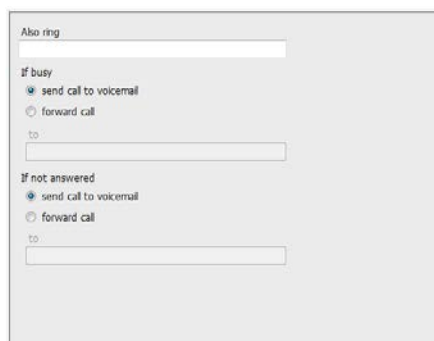 Also ring
If busy
send call to voicemail
forward call
to
If not answered
send call to voicemail
forward call
to